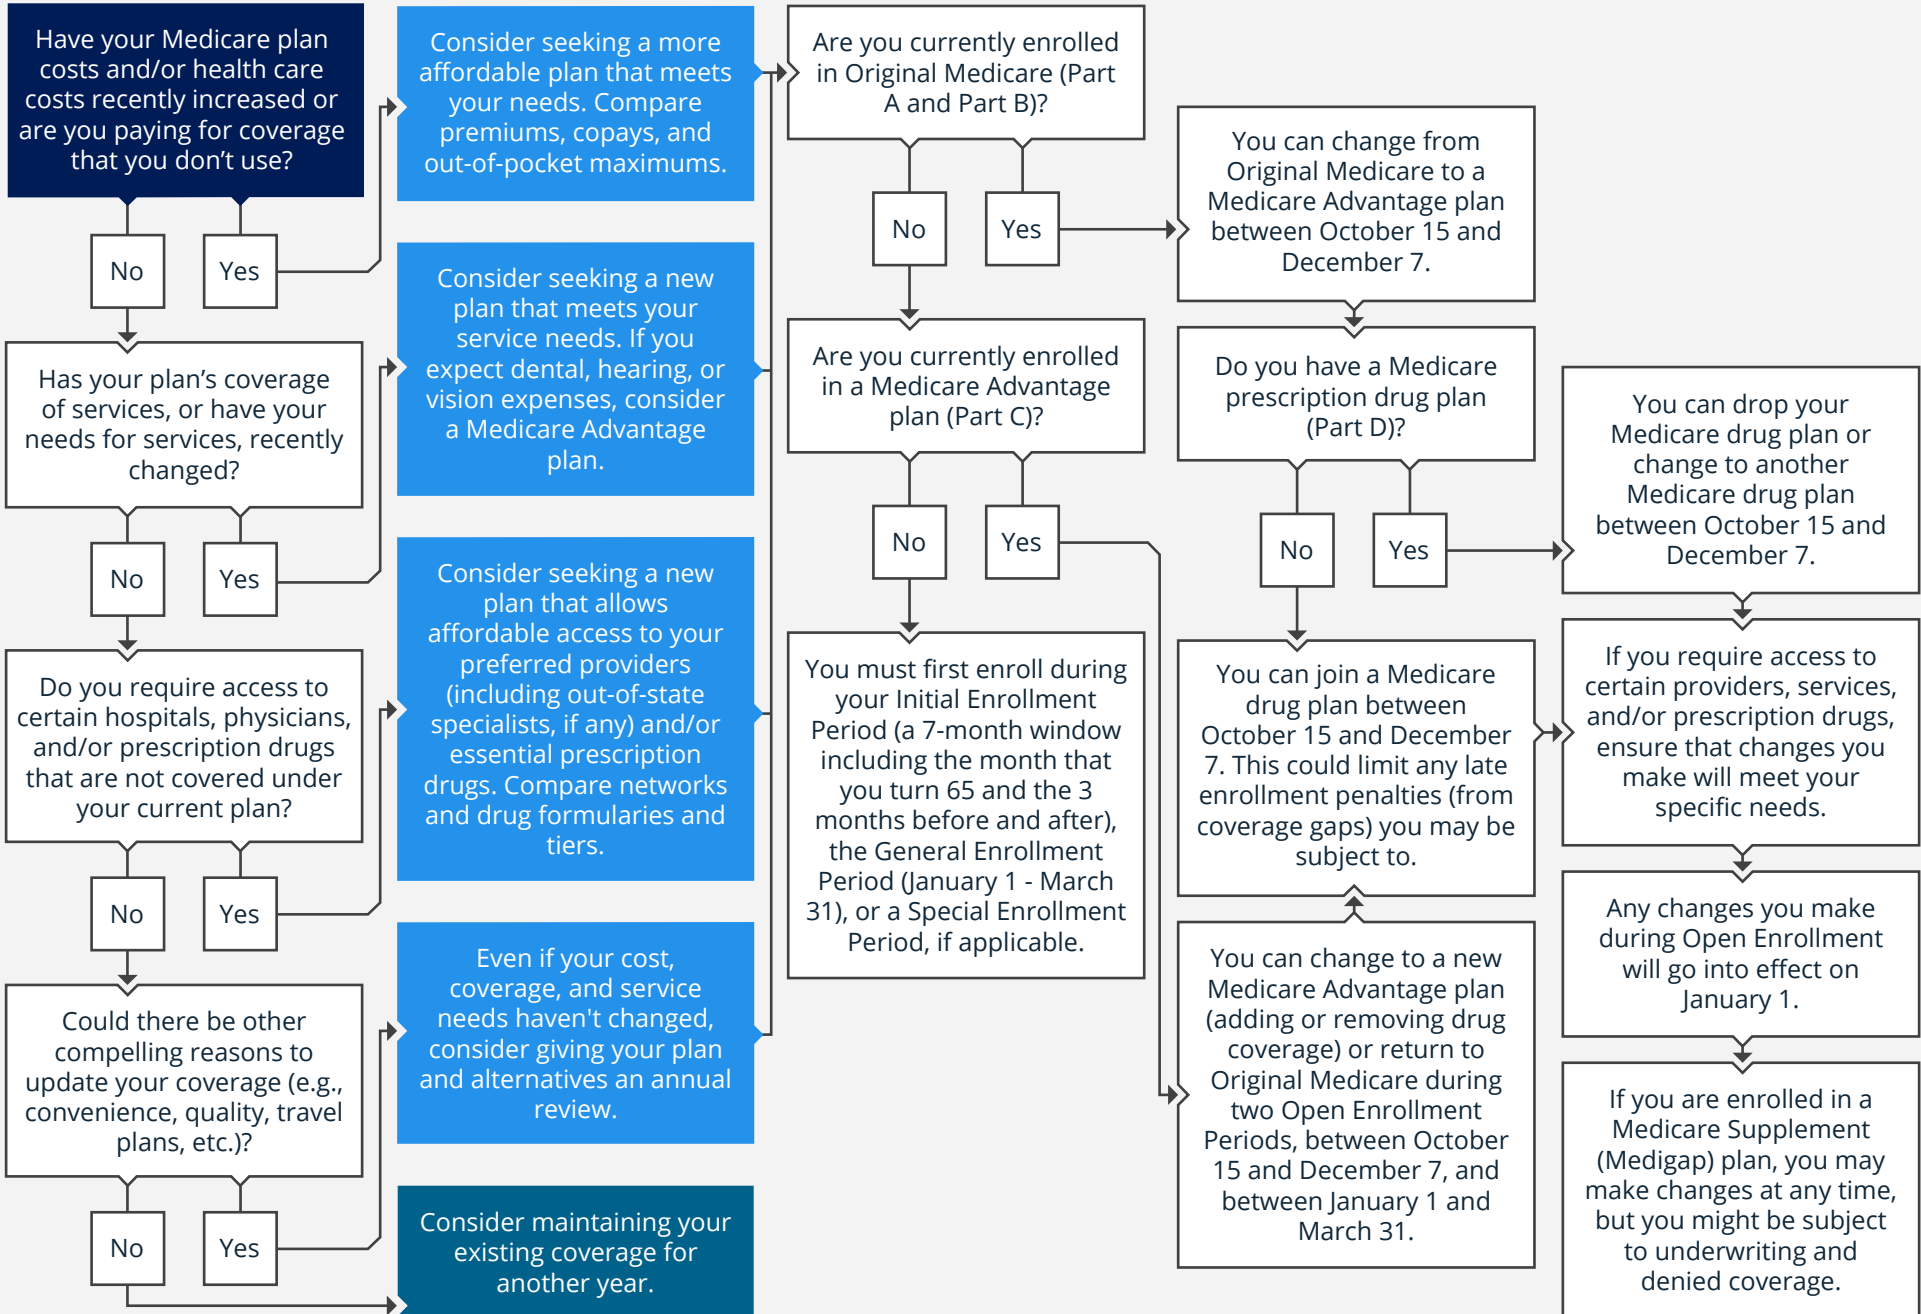 Have your Medicare plan
costs and/or health care
costs recently increased or
are you paying for coverage
that you don’t use?
No
Yes
Has your plan’s coverage
of services, or have your
needs for services, recently
changed?
No
Yes
Do you require access to
certain hospitals, physicians,
and/or prescription drugs
that are not covered under
your current plan?
No
Yes
Could there be other
compelling reasons to
update your coverage (e.g.,
convenience, quality, travel
plans, etc.)?
No
Yes
Consider seeking a more
affordable plan that meets
your needs. Compare
premiums, copays, and
out-of-pocket maximums.
Consider seeking a new
plan that meets your
service needs. If you
expect dental, hearing, or
vision expenses, consider
a Medicare Advantage
plan.
Consider seeking a new
plan that allows
affordable access to your
preferred providers
(including out-of-state
specialists, if any) and/or
essential prescription
drugs. Compare networks
and drug formularies and
tiers.
Even if your cost,
coverage, and service
needs haven't changed,
consider giving your plan
and alternatives an annual
review.
Consider maintaining your
existing coverage for
another year.
Are you currently enrolled
in Original Medicare (Part
A and Part B)?
No
Yes
Are you currently enrolled
in a Medicare Advantage
plan (Part C)?
No
Yes
You must first enroll during
your Initial Enrollment
Period (a 7-month window
including the month that
you turn 65 and the 3
months before and after),
the General Enrollment
Period (January 1 - March
31), or a Special Enrollment
Period, if applicable.
You can change from
Original Medicare to a
Medicare Advantage plan
between October 15 and
December 7.
Do you have a Medicare
prescription drug plan
(Part D)?
No
Yes
You can join a Medicare
drug plan between
October 15 and December
7. This could limit any late
enrollment penalties (from
coverage gaps) you may be
subject to.
You can change to a new
Medicare Advantage plan
(adding or removing drug
coverage) or return to
Original Medicare during
two Open Enrollment
Periods, between October
15 and December 7, and
between January 1 and
March 31.
You can drop your
Medicare drug plan or
change to another
Medicare drug plan
between October 15 and
December 7.
If you require access to
certain providers, services,
and/or prescription drugs,
ensure that changes you
make will meet your
specific needs.
Any changes you make
during Open Enrollment
will go into effect on
January 1.
If you are enrolled in a
Medicare Supplement
(Medigap) plan, you may
make changes at any time,
but you might be subject
to underwriting and
denied coverage.